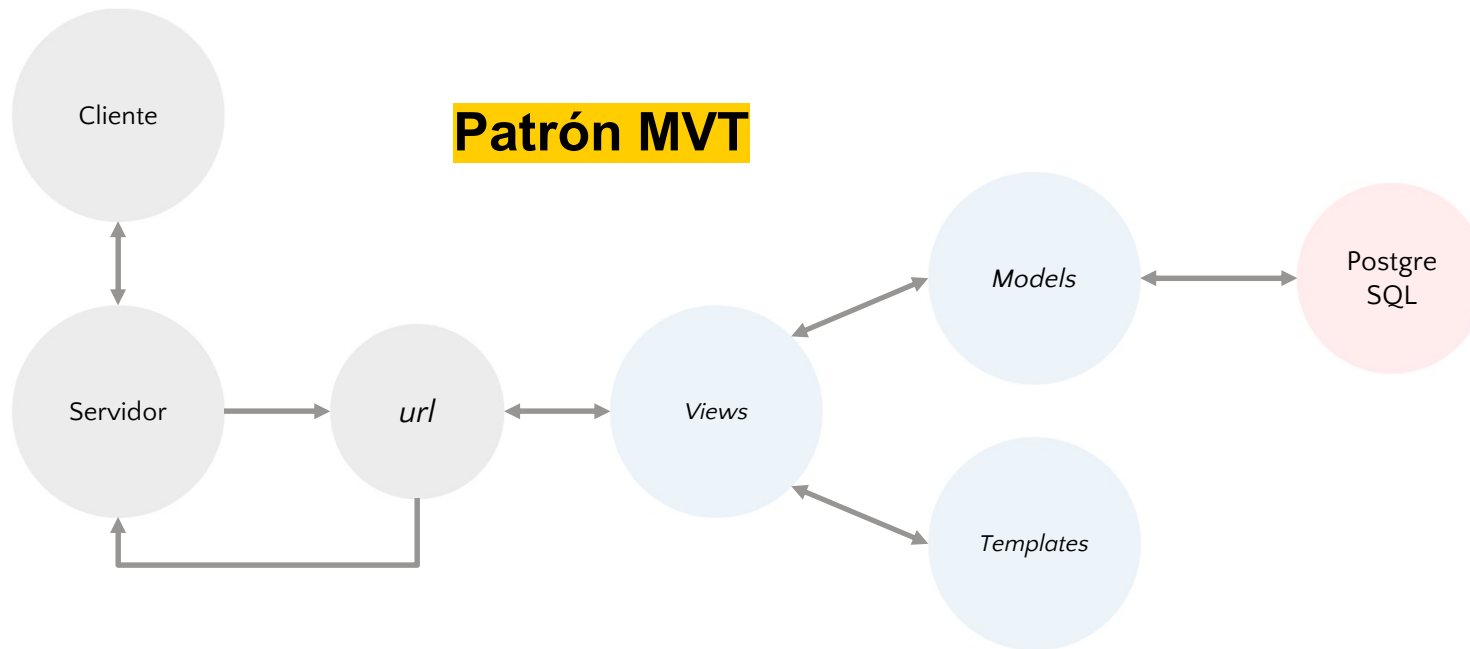 Cliente
Patrón MVT
Models
Postgre
SQL
Servidor
url
Views
Templates